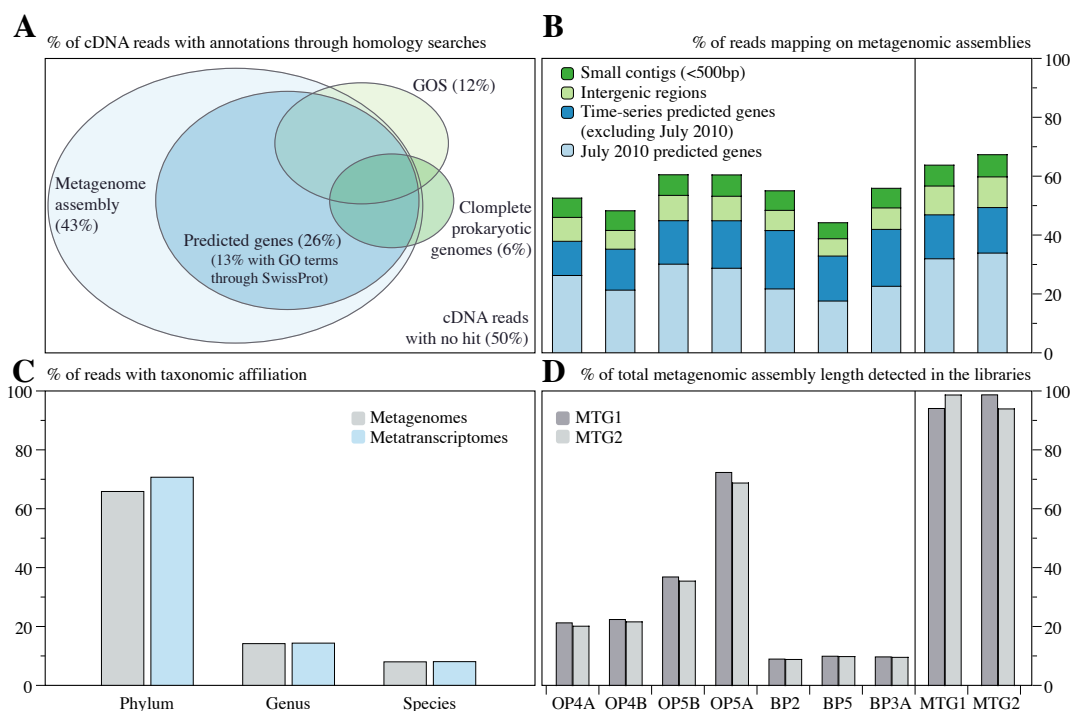 A
% of cDNA reads with annotations through homology searches
GOS (12%)
Metagenome
assembly
(43%)
Predicted genes (26%)
(13% with GO terms
through SwissProt)
Clomplete
prokaryotic
genomes (6%)
cDNA reads
with no hit (50%)
B
% of reads mapping on metagenomic assemblies
Small contigs (<500bp)
Intergenic regions
Time-series predicted genes
(excluding July 2010)
July 2010 predicted genes
100
80
60
40
20
0
C
% of reads with taxonomic affiliation
100
80
60
40
20
0
Metagenomes
Metatranscriptomes
Phylum
Genus
Species
D
% of total metagenomic assembly length detected in the libraries
MTG1
MTG2
100
80
60
40
20
0
OP4A
OP4B
OP5B
OP5A
BP2
BP5
BP3A
MTG1
MTG2